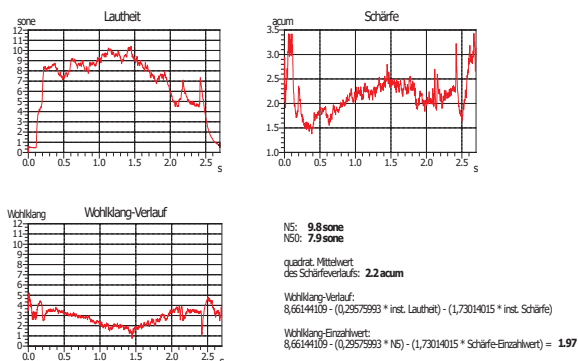 Lautheit
sone
12
11
10
9
8
7
6
5
4
3
2
1
0
0.0 0.5 1.0 1.5 2.0 2.5
s
Schärfe
acum
3.5
3.0
2.5
2.0
1.5
1.0
0.0 0.5 1.0 1.5 2.0 2.5
s
Wohlklang-Verlauf
Wohlklang
12
11
10
9
8
7
6
5
4
3
2
1
0
0.0 0.5 1.0 1.5 2.0 2.5
s
N5: 9.8 sone
N50: 7.9 sone
quadrat. Mittelwert
des Schärfeverlaufs: 2.2 acum
Wohlklang-Verlauf:
8,66144109 - (0,29575993 * inst. Lautheit) - (1,73014015 * inst. Schärfe)
Wohlklang-Einzahlwert:
8,66144109 - (0,29575993 * N5) - (1,73014015 * Schärfe-Einzahlwert) = 1.97